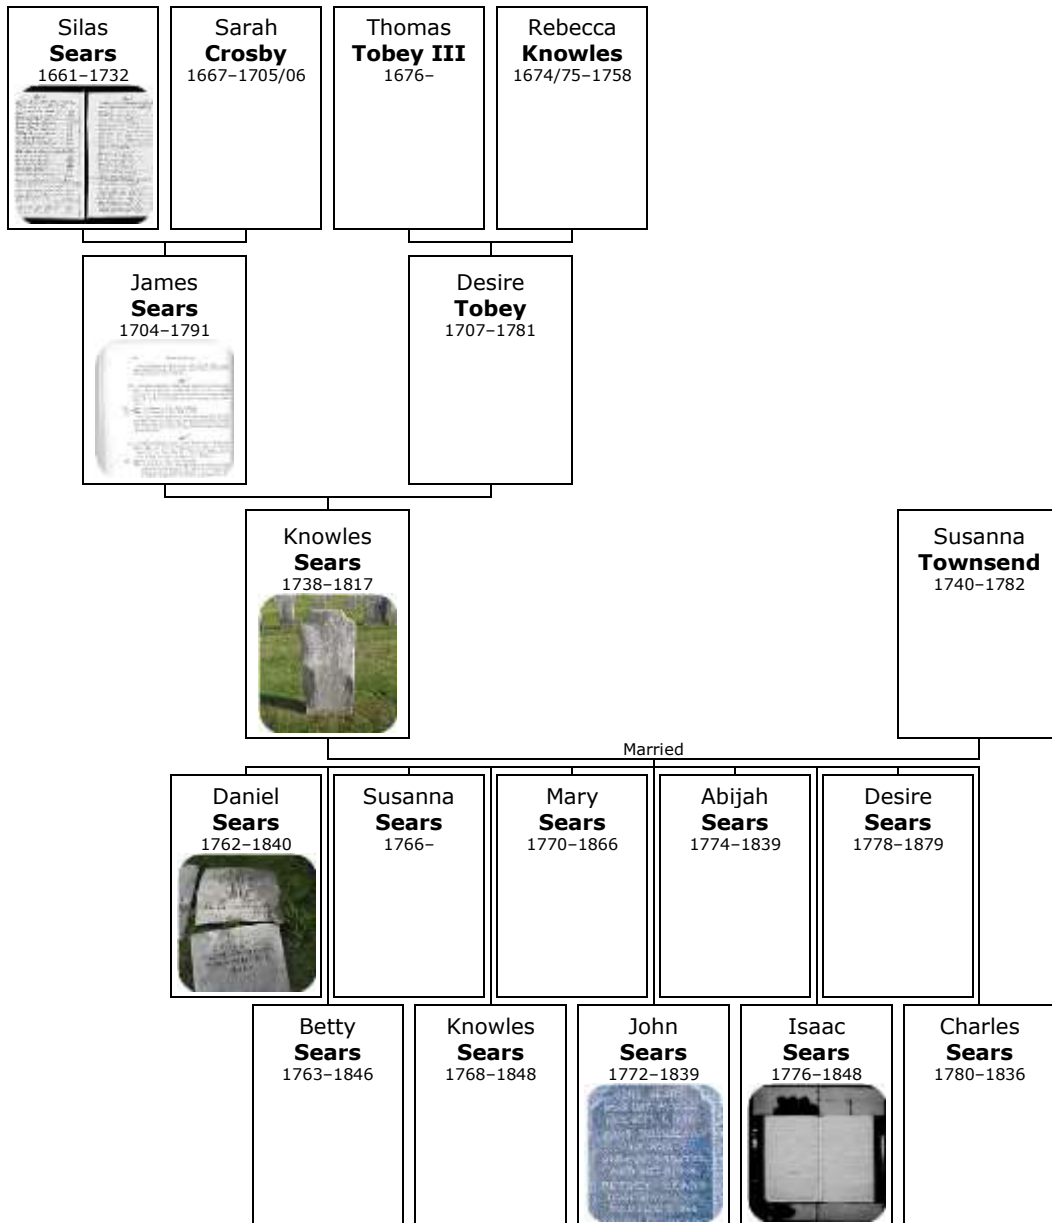 Silas
Sears
1661–1732
Sarah
Crosby
1667–1705/06
Thomas
Tobey III
1676–
Rebecca
Knowles
1674/75–1758
James
Sears
1704–1791
Desire
Tobey
1707–1781
Knowles
Sears
1738–1817
Susanna
Townsend
1740–1782
Married
Daniel
Sears
1762–1840
Susanna
Sears
1766–
Mary
Sears
1770–1866
Abijah
Sears
1774–1839
Desire
Sears
1778–1879
Betty
Sears
1763–1846
Knowles
Sears
1768–1848
John
Sears
1772–1839
Isaac
Sears
1776–1848
Charles
Sears
1780–1836